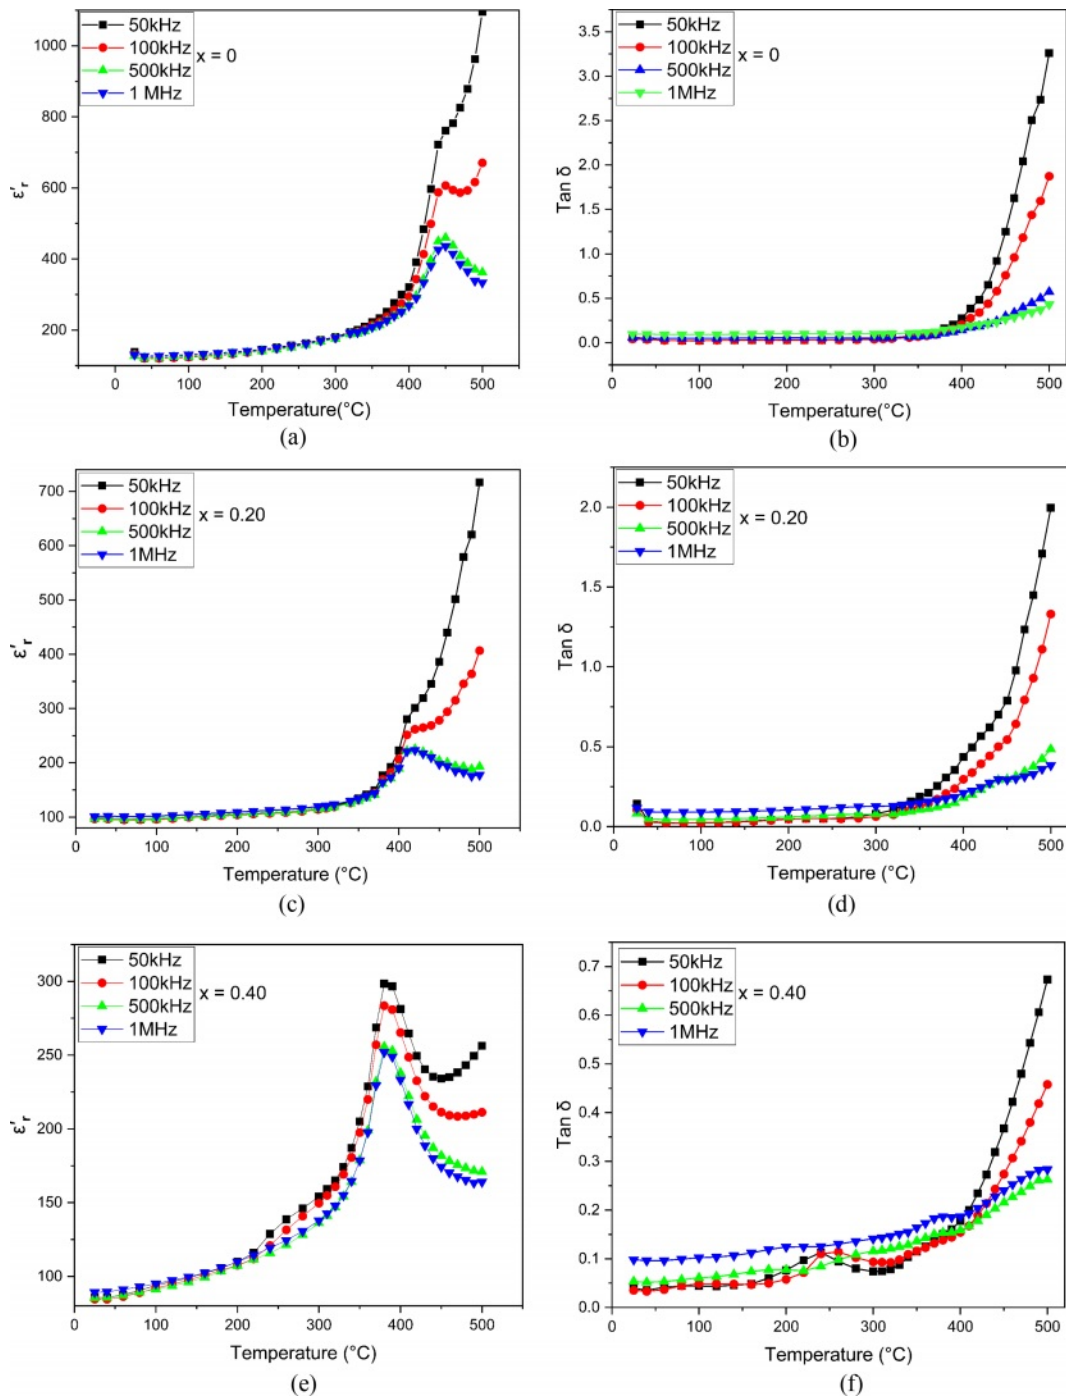 50kHz
100kHz
500kHz
1 MHz
x = 0
1000
800
600
400
200
ε′r
0 100 200 300 400 500
Temperature(°C)
(a)
50kHz
100kHz
500kHz
1MHz
x = 0
3.5
3.0
2.5
2.0
1.5
1.0
0.5
0.0
Tan δ
0 100 200 300 400 500
Temperature(°C)
(b)
50kHz
100kHz
500kHz
1MHz
x = 0.20
700
600
500
400
300
200
100
ε′r
0 100 200 300 400 500
Temperature (°C)
(c)
50kHz
100kHz
500kHz
1MHz
x = 0.20
2.0
1.5
1.0
0.5
0.0
Tan δ
0 100 200 300 400 500
Temperature (°C)
(d)
50kHz
100kHz
500kHz
1MHz
x = 0.40
300
250
200
150
100
ε′r
0 100 200 300 400 500
Temperature (°C)
(e)
50kHz
100kHz
500kHz
1MHz
x = 0.40
0.7
0.6
0.5
0.4
0.3
0.2
0.1
0.0
Tan δ
0 100 200 300 400 500
Temperature (°C)
(f)